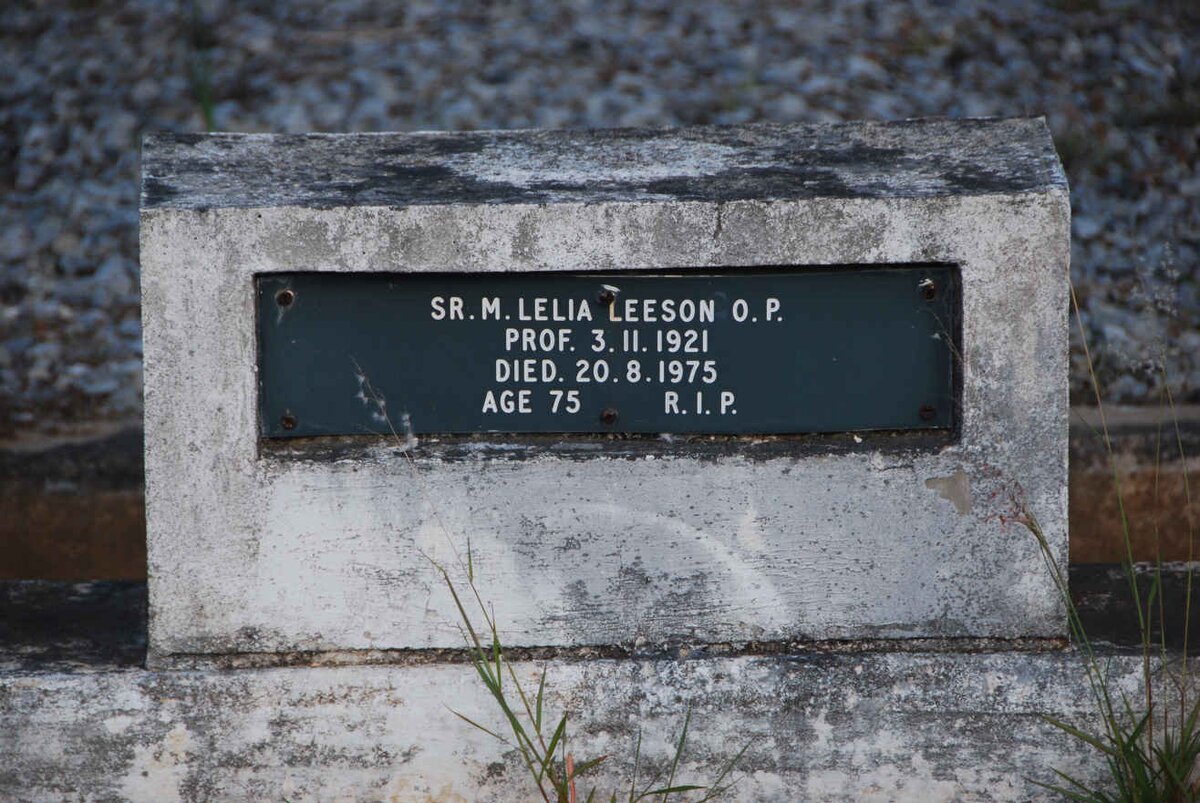 SR. M. LELIA LEESON O.P.
PROF. 3.11.1921
DIED. 20.8.1975
AGE 75 R.I.P.